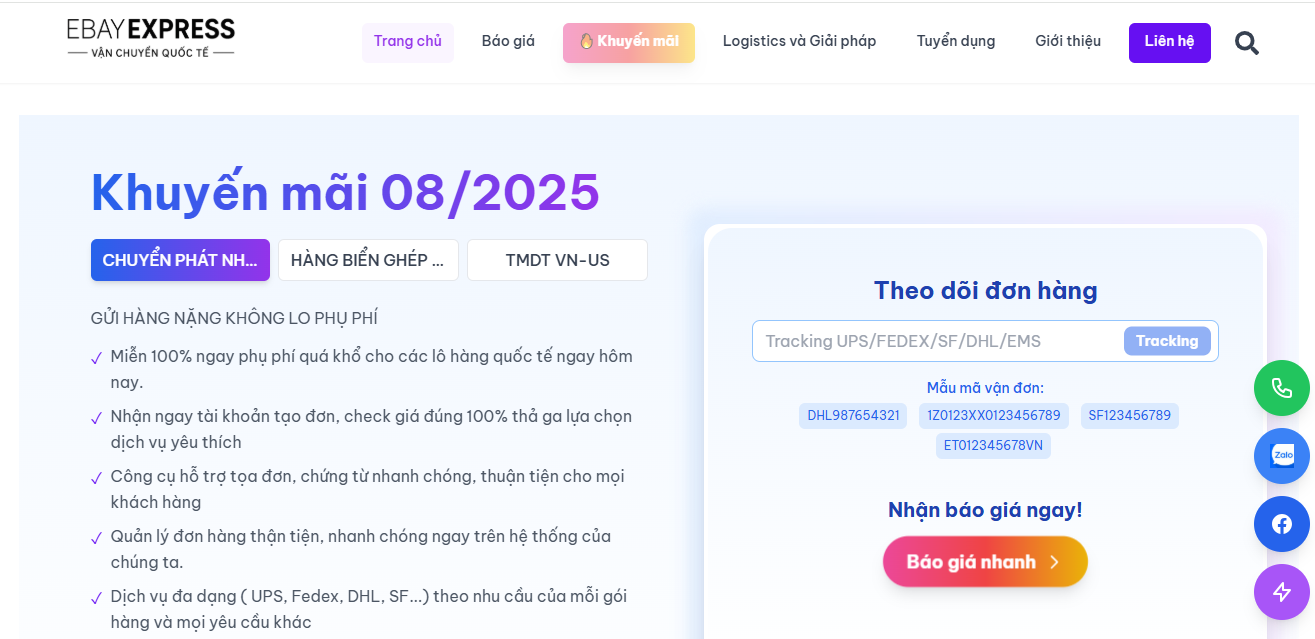 EBAYEXPRESS
VẬN CHUYỂN QUỐC TẾ
Trang chủ
Báo giá
Khuyến mãi
Logistics và Giải pháp
Tuyển dụng
Giới thiệu
Liên hệ
Khuyến mãi 08/2025
CHUYỂN PHÁT NH...
HÀNG BIỂN GHÉP ...
TMDT VN-US
GỬI HÀNG NẶNG KHÔNG LO PHỤ PHÍ
Miễn 100% ngay phụ phí quá khổ cho các lô hàng quốc tế ngay hôm
nay.
Nhận ngay tài khoản tạo đơn, check giá đúng 100% thả ga lựa chọn
dịch vụ yêu thích
Công cụ hỗ trợ tọa đơn, chứng từ nhanh chóng, thuận tiện cho mọi
khách hàng
Quản lý đơn hàng thận tiện, nhanh chóng ngay trên hệ thống của
chúng ta.
Dịch vụ đa dạng ( UPS, Fedex, DHL, SF...) theo nhu cầu của mỗi gói
hàng và mọi yêu cầu khác
Theo dõi đơn hàng
Tracking UPS/FEDEX/SF/DHL/EMS
Tracking
Mẫu mã vận đơn:
DHL987654321
1Z0123XX0123456789
SF123456789
ET012345678VN
Nhận báo giá ngay!
Báo giá nhanh
Zalo